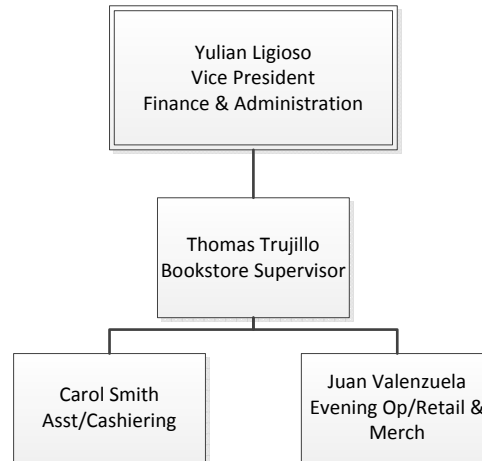 Yulian Ligioso
Vice President
Finance & Administration
Thomas Trujillo
Bookstore Supervisor
Carol Smith
Asst/Cashiering
Juan Valenzuela
Evening Op/Retail &
Merch